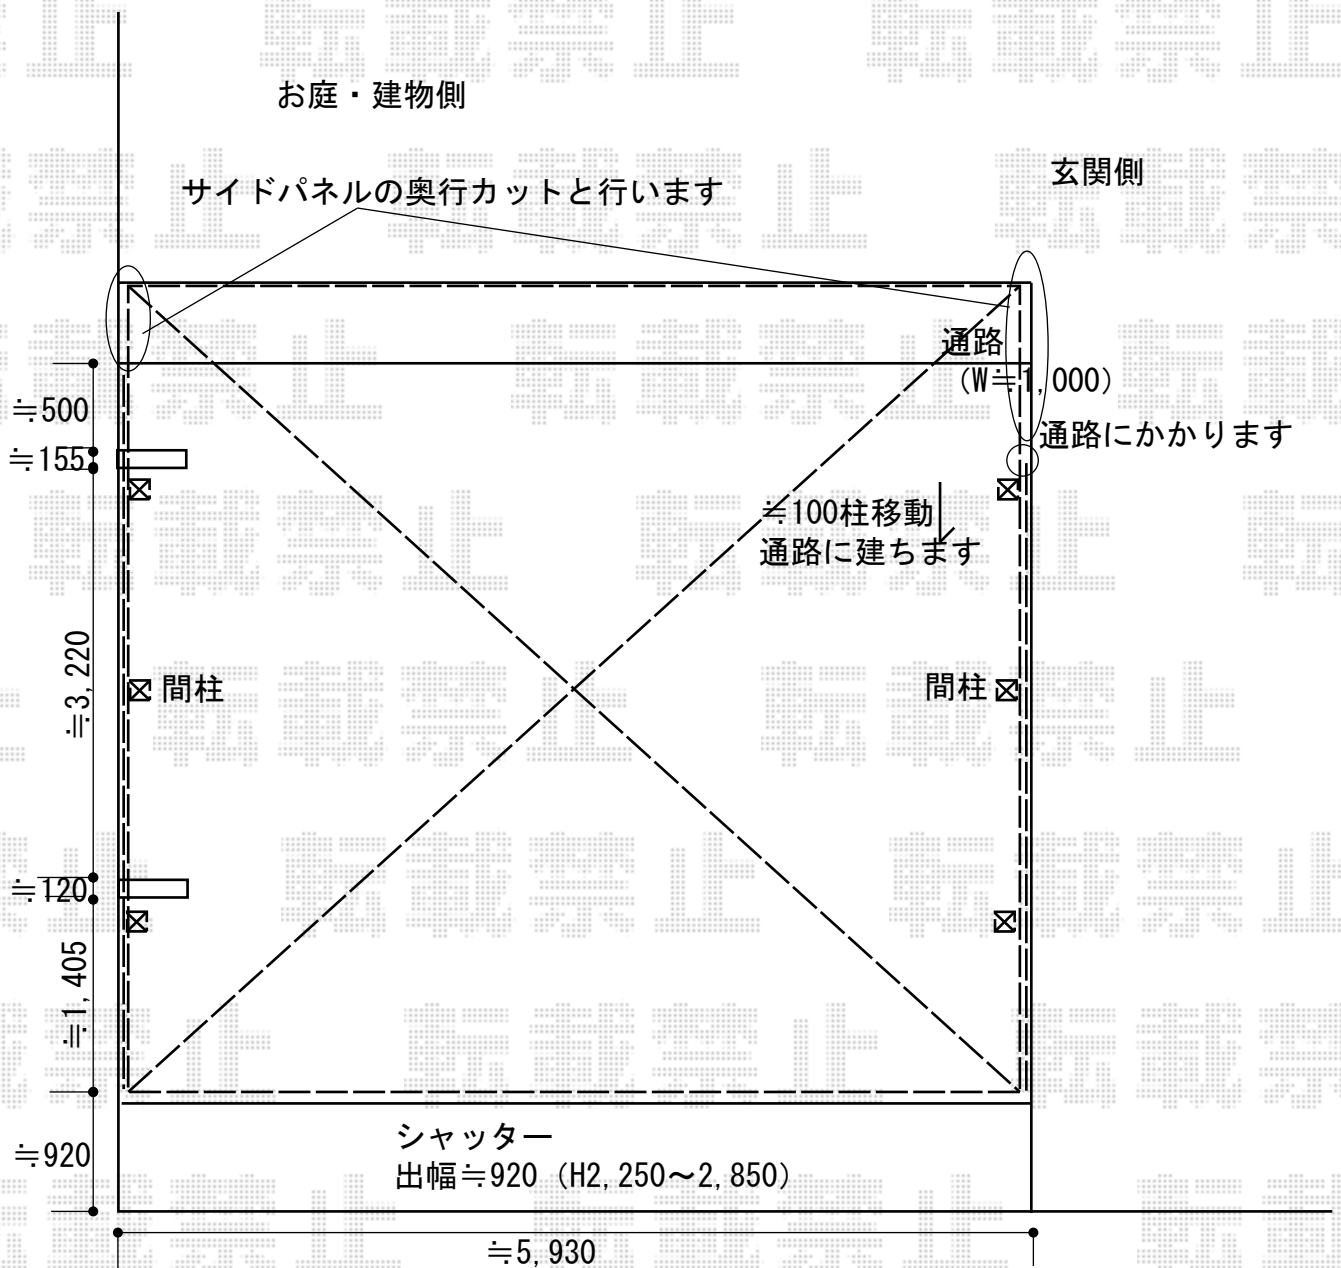 お庭・建物側
玄関側
サイドパネルの奥行カットと行います
通路
(W≒1,000)
≒500
通路にかかります
≒155
≒100柱移動
通路に建ちます
≒3,220
間柱
間柱
≒120
≒1,405
シャッター
≒920
出幅≒920 (H2,250～2,850)
≒5,930
転載禁止